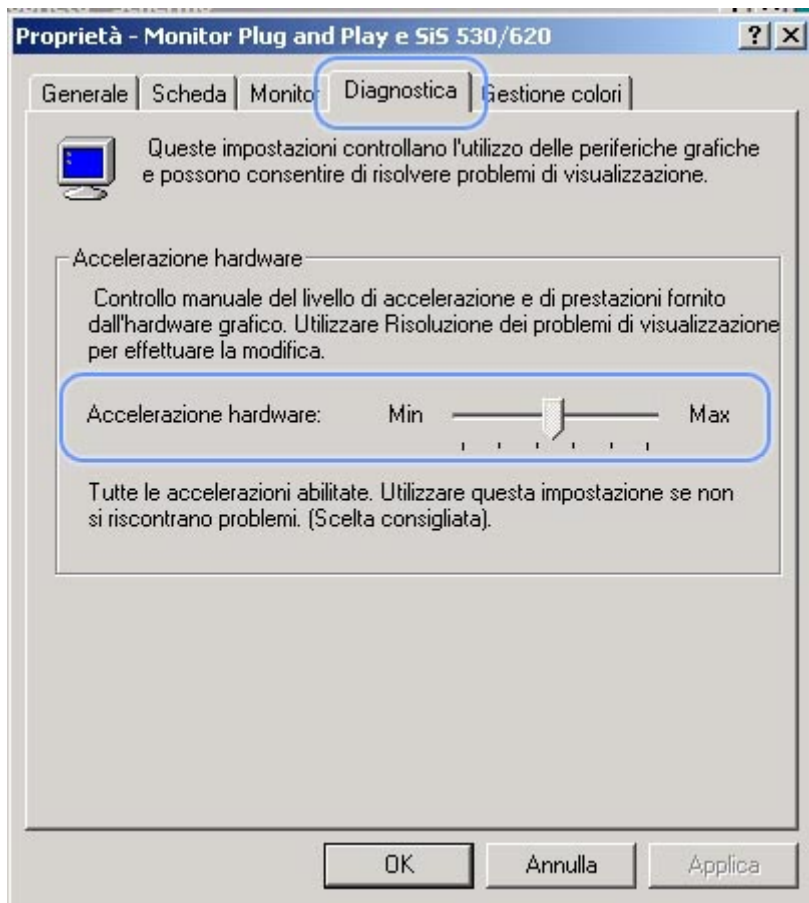 Proprietà - Monitor Plug and Play e SiS 530/620
Generale Scheda Monitor Diagnostica Gestione colori
Queste impostazioni controllano l'utilizzo delle periferiche grafiche
e possono consentire di risolvere problemi di visualizzazione.
Accelerazione hardware
Controllo manuale del livello di accelerazione e di prestazioni fornito
dall'hardware grafico. Utilizzare Risoluzione dei problemi di visualizzazione
per effettuare la modifica.
Accelerazione hardware: Min Max
Tutte le accelerazioni abilitate. Utilizzare questa impostazione se non
si riscontrano problemi. (Scelta consigliata).
OK Annulla Applica